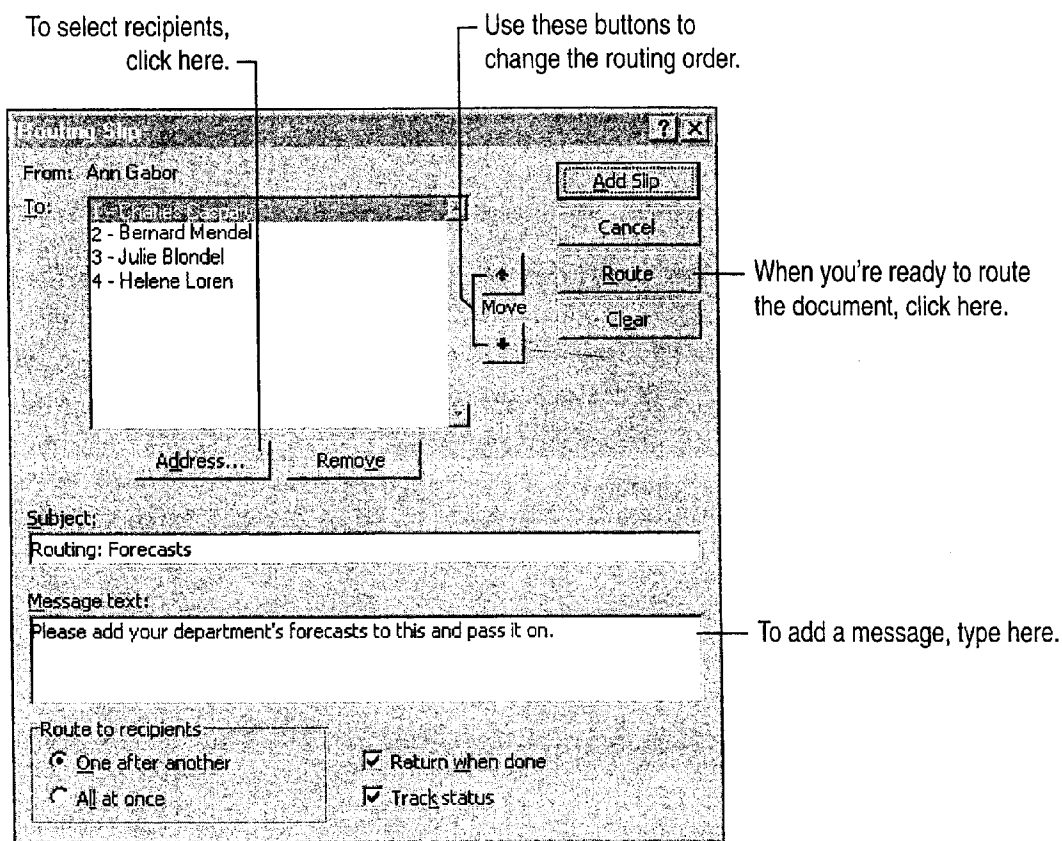 To select recipients,
click here.
Use these buttons to
change the routing order.
Routing Slip
From: Ann Gabor
To:
1 - Charles Caspary
2 - Bernard Mendel
3 - Julie Blondel
4 - Helene Loren
Move
Add Slip
Cancel
Route
Clear
When you're ready to route
the document, click here.
Address...
Remove
Subject:
Routing: Forecasts
Message text:
Please add your department's forecasts to this and pass it on.
To add a message, type here.
Route to recipients
One after another
All at once
Return when done
Track status